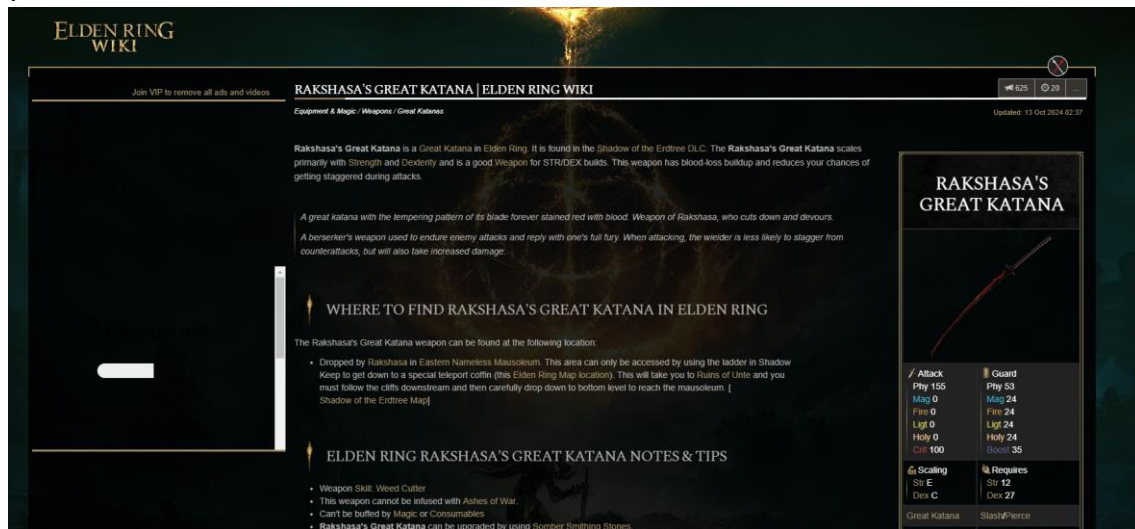 ELDEN RING
WIKI
Join VIP to remove all ads and videos
RAKSHASA'S GREAT KATANA | ELDEN RING WIKI
625
20
...
Equipment & Magic / Weapons / Great Katanas
Updated: 13 Oct 2024 02:37
Rakshasa's Great Katana is a Great Katana in Elden Ring. It is found in the Shadow of the Erdtree DLC. The Rakshasa's Great Katana scales
primarily with Strength and Dexterity and is a good Weapon for STR/DEX builds. This weapon has blood-loss buildup and reduces your chances of
getting staggered during attacks.
A great katana with the tempering pattern of its blade forever stained red with blood. Weapon of Rakshasa, who cuts down and devours.
A berserker's weapon used to endure enemy attacks and reply with one's full fury. When attacking, the wielder is less likely to stagger from
counterattacks, but will also take increased damage.
WHERE TO FIND RAKSHASA'S GREAT KATANA IN ELDEN RING
The Rakshasa's Great Katana weapon can be found at the following location:
• Dropped by Rakshasa in Eastern Nameless Mausoleum. This area can only be accessed by using the ladder in Shadow
Keep to get down to a special teleport coffin (this Elden Ring Map location). This will take you to Ruins of Unte and you
must follow the cliffs downstream and then carefully drop down to bottom level to reach the mausoleum. [
Shadow of the Erdtree Map]
ELDEN RING RAKSHASA'S GREAT KATANA NOTES & TIPS
• Weapon Skill: Weed Cutter
• This weapon cannot be infused with Ashes of War.
• Can't be buffed by Magic or Consumables
• Rakshasa's Great Katana can be upgraded by using Somber Smithing Stones.
RAKSHASA'S
GREAT KATANA
Attack Guard
Phy 155 Phy 53
Mag 0 Mag 24
Fire 0 Fire 24
Ligt 0 Ligt 24
Holy 0 Holy 24
Crit 100 Boost 35
Scaling Requires
Str E Str 12
Dex C Dex 27
Great Katana Slash/Pierce